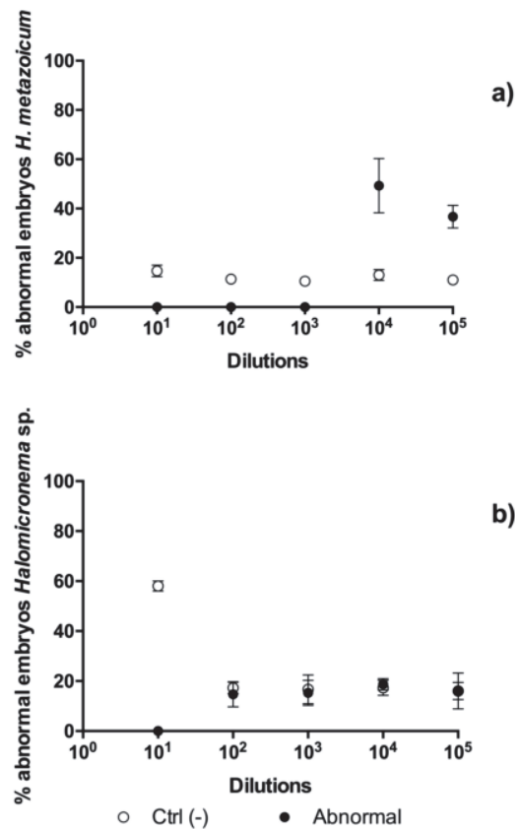 % abnormal embryos H. metazoicum
a)
100
80
60
40
20
0
10⁰ 10¹ 10² 10³ 10⁴ 10⁵
Dilutions
% abnormal embryos Halomicronema sp.
b)
100
80
60
40
20
0
10⁰ 10¹ 10² 10³ 10⁴ 10⁵
Dilutions
Ctrl (-) Abnormal